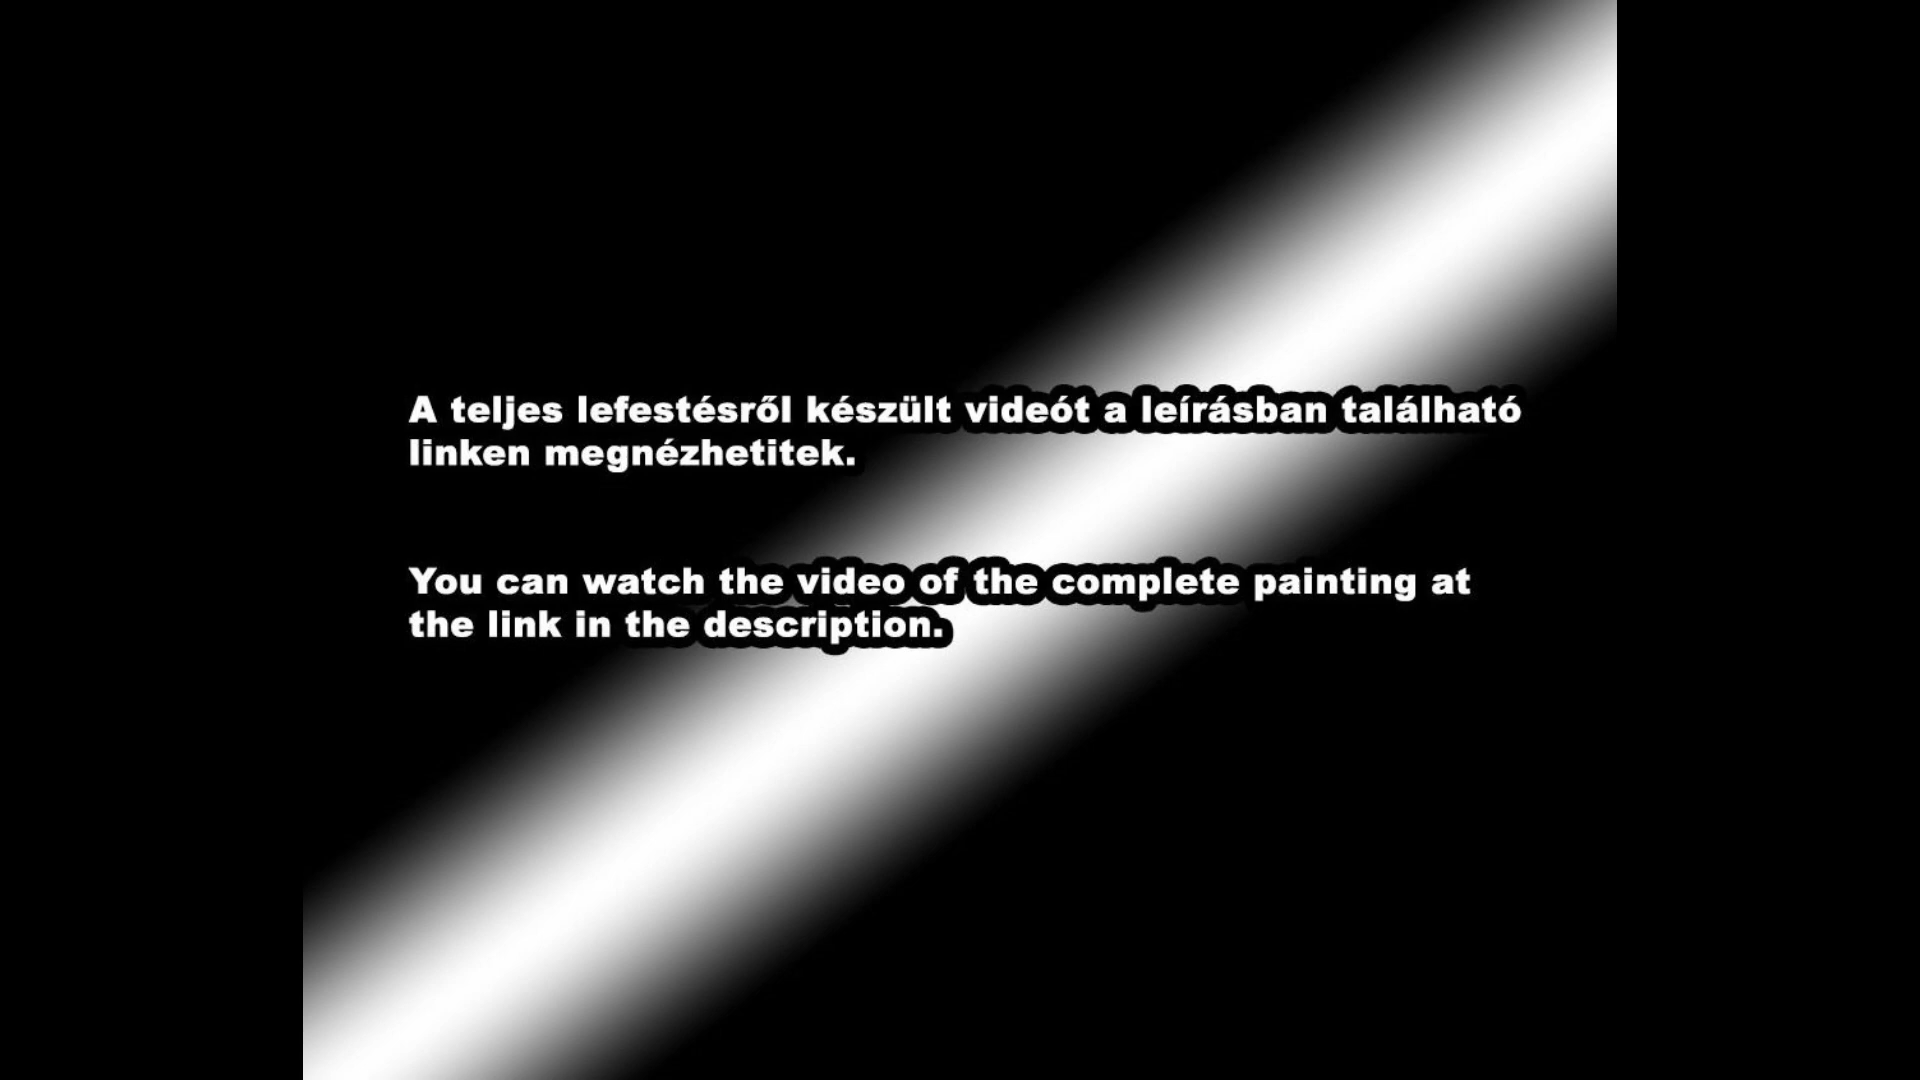 A teljes lefestésről készült videót a leírásban található
linken megnézhetitek.
You can watch the video of the complete painting at
the link in the description.